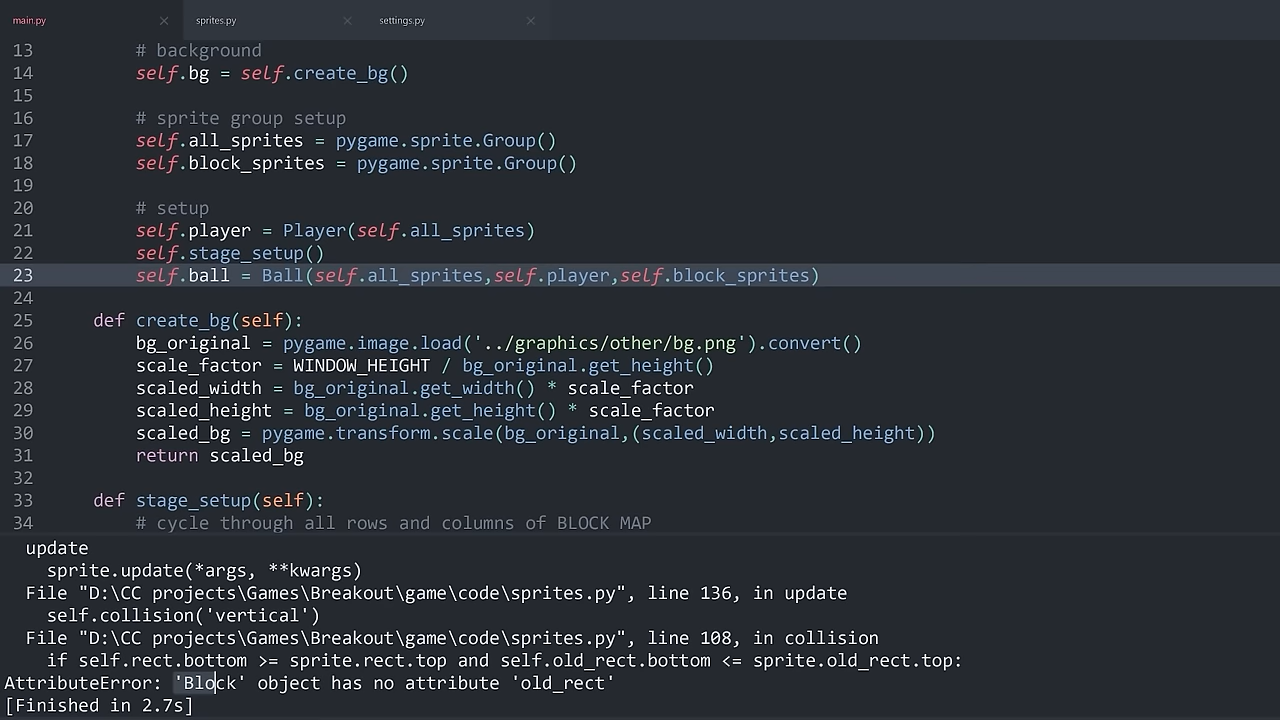 main.py × sprites.py × settings.py ×
13 # background
14 self.bg = self.create_bg()
15
16 # sprite group setup
17 self.all_sprites = pygame.sprite.Group()
18 self.block_sprites = pygame.sprite.Group()
19
20 # setup
21 self.player = Player(self.all_sprites)
22 self.stage_setup()
23 self.ball = Ball(self.all_sprites,self.player,self.block_sprites)
24
25 def create_bg(self):
26 bg_original = pygame.image.load('../graphics/other/bg.png').convert()
27 scale_factor = WINDOW_HEIGHT / bg_original.get_height()
28 scaled_width = bg_original.get_width() * scale_factor
29 scaled_height = bg_original.get_height() * scale_factor
30 scaled_bg = pygame.transform.scale(bg_original,(scaled_width,scaled_height))
31 return scaled_bg
32
33 def stage_setup(self):
34 # cycle through all rows and columns of BLOCK MAP
update
sprite.update(*args, **kwargs)
File "D:\CC projects\Games\Breakout\game\code\sprites.py", line 136, in update
self.collision('vertical')
File "D:\CC projects\Games\Breakout\game\code\sprites.py", line 108, in collision
if self.rect.bottom >= sprite.rect.top and self.old_rect.bottom <= sprite.old_rect.top:
AttributeError: 'Block' object has no attribute 'old_rect'
[Finished in 2.7s]